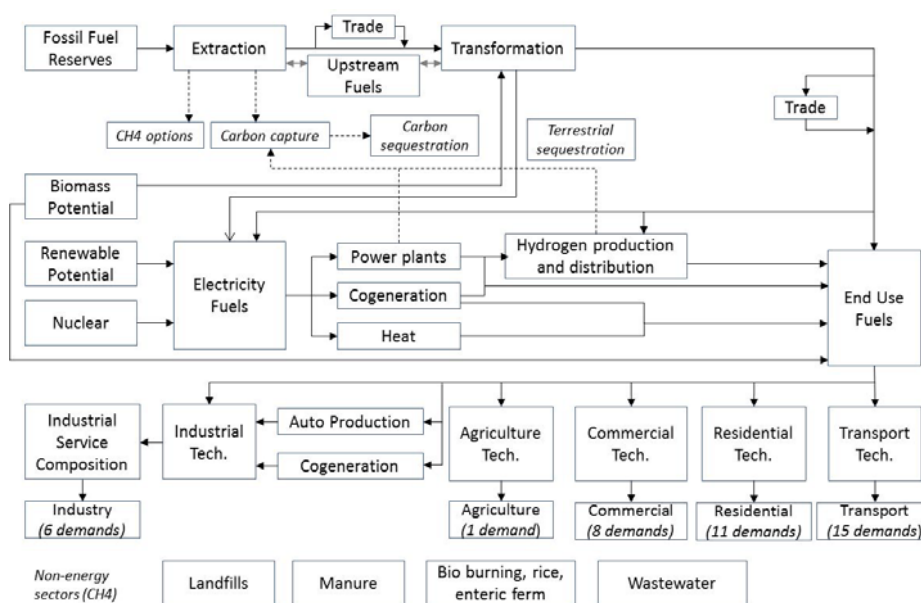 Fossil Fuel
Reserves
Extraction
Trade
Transformation
Upstream
Fuels
Trade
CH4 options
Carbon capture
Carbon
sequestration
Terrestrial
sequestration
Biomass
Potential
Renewable
Potential
Nuclear
Electricity
Fuels
Power plants
Cogeneration
Heat
Hydrogen production
and distribution
End Use
Fuels
Industrial
Service
Composition
Industrial
Tech.
Auto Production
Cogeneration
Agriculture
Tech.
Commercial
Tech.
Residential
Tech.
Transport
Tech.
Industry
(6 demands)
Agriculture
(1 demand)
Commercial
(8 demands)
Residential
(11 demands)
Transport
(15 demands)
Non-energy
sectors (CH4)
Landfills
Manure
Bio burning, rice,
enteric ferm
Wastewater